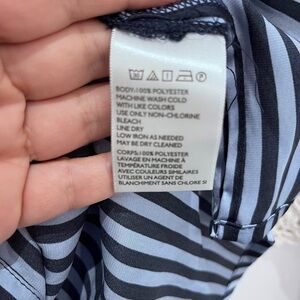 BODY:100% POLYESTER
MACHINE WASH COLD
WITH LIKE COLORS
USE ONLY NON-CHLORINE
BLEACH
LINE DRY
LOW IRON AS NEEDED
MAY BE DRY CLEANED
CORPS:100% POLYESTER
LAVAGE EN MACHINE À
TEMPÉRATURE FROIDE
AVEC COULEURS SIMILAIRES
UTILISER UN AGENT DE
BLANCHIMENT SANS CHLORE SI